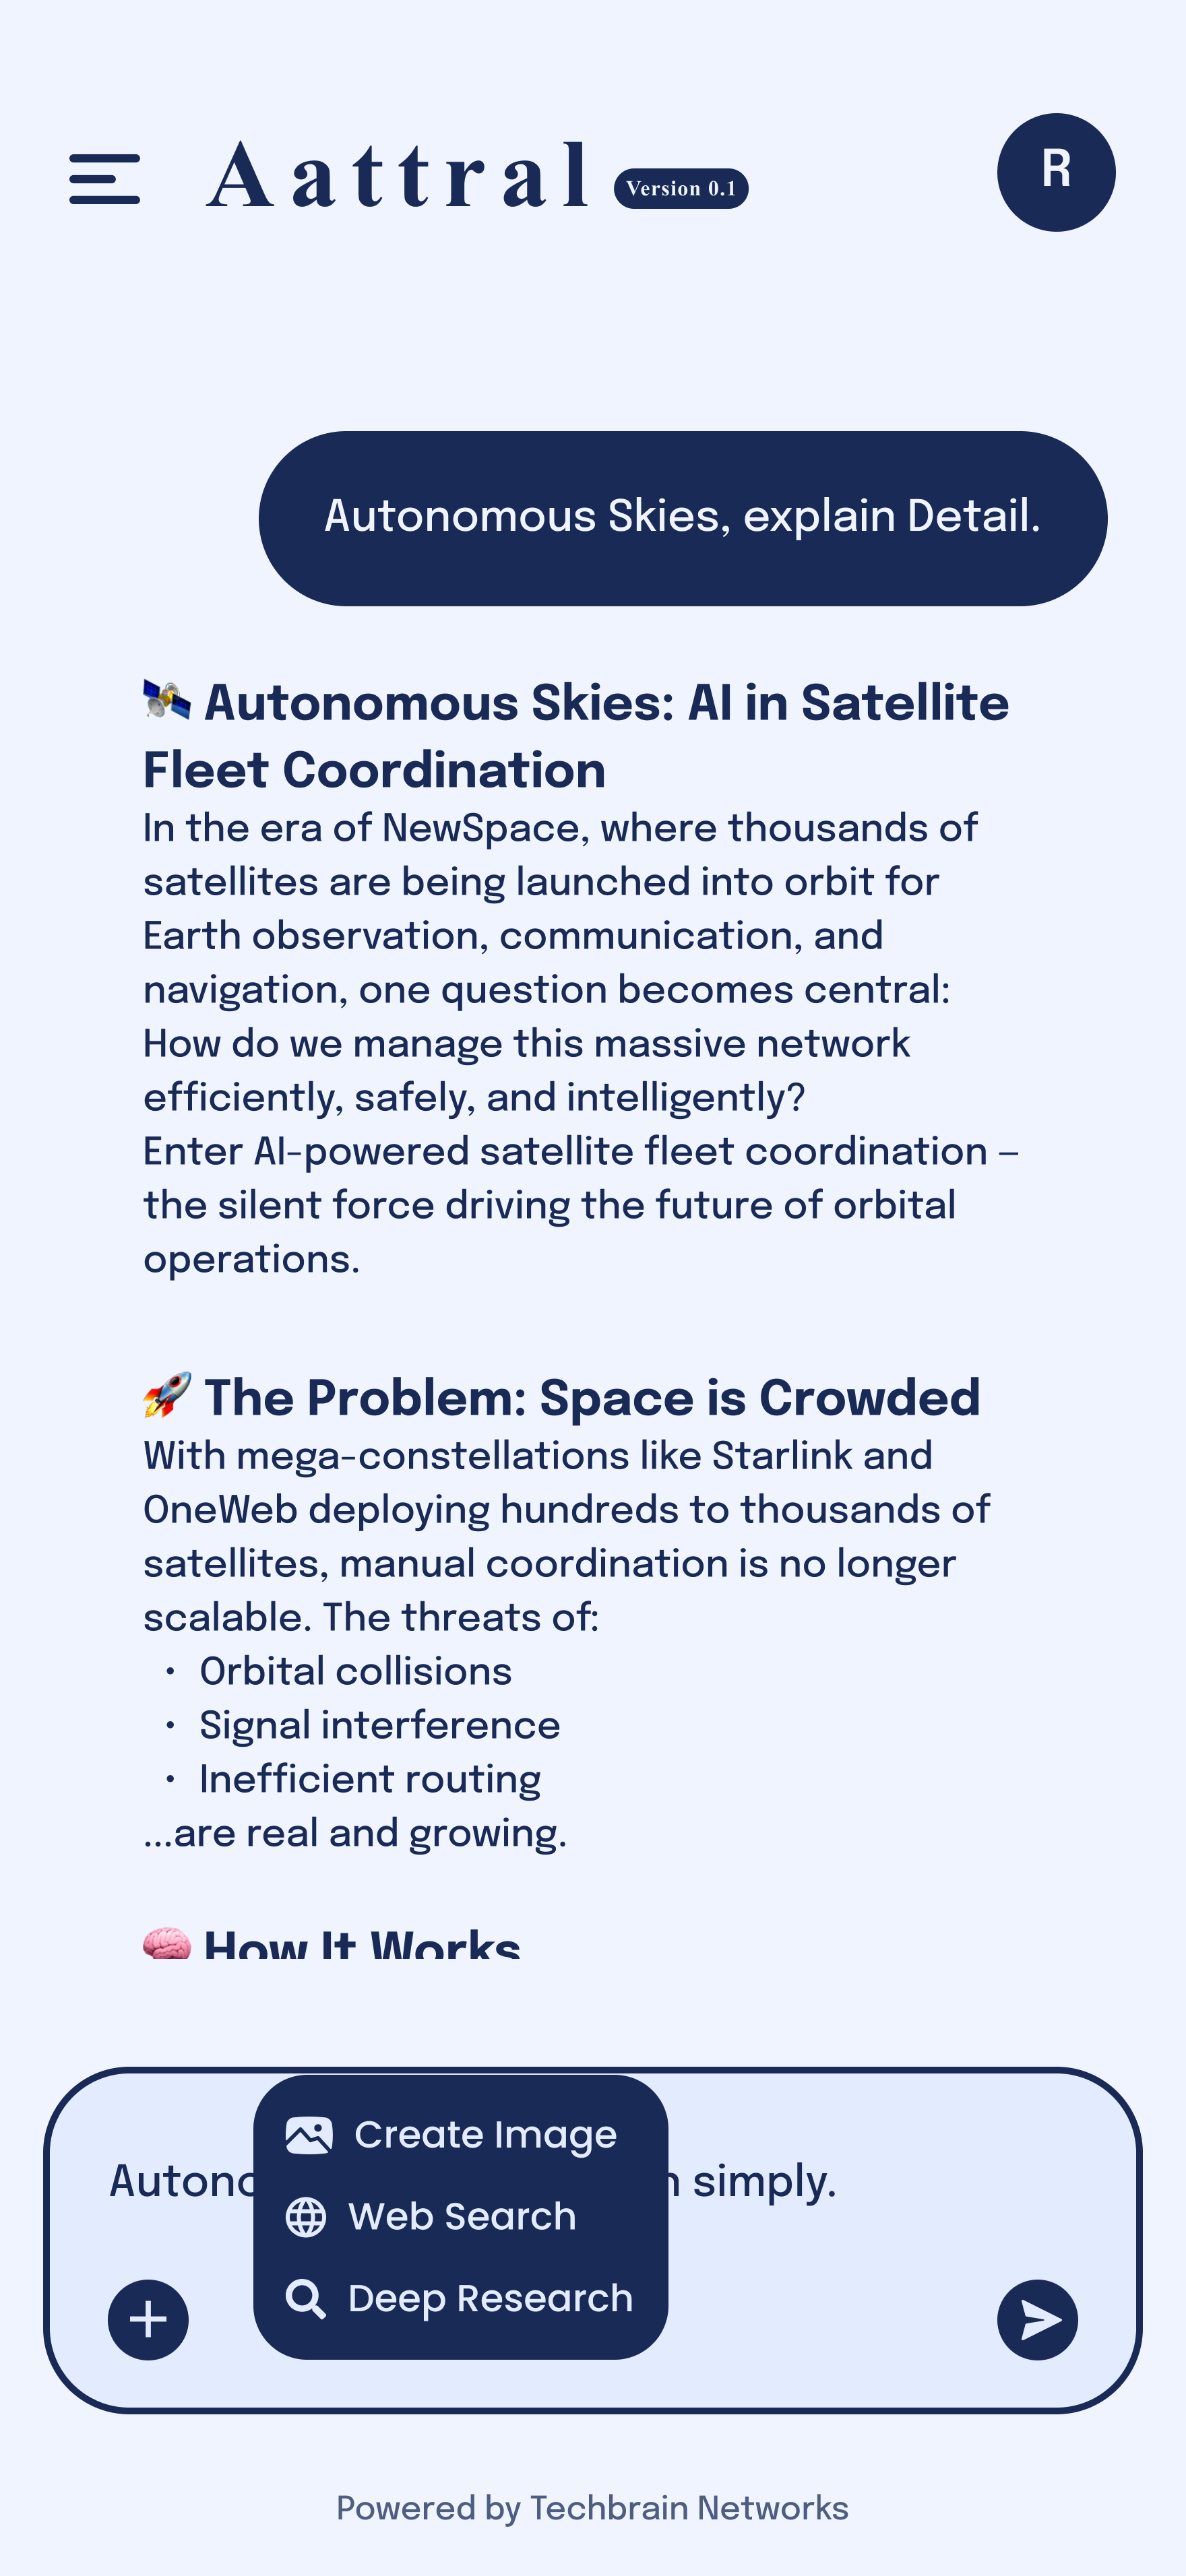 Aattral Version 0.1
R
Autonomous Skies, explain Detail.
🛰️ Autonomous Skies: AI in Satellite
Fleet Coordination
In the era of NewSpace, where thousands of
satellites are being launched into orbit for
Earth observation, communication, and
navigation, one question becomes central:
How do we manage this massive network
efficiently, safely, and intelligently?
Enter AI-powered satellite fleet coordination –
the silent force driving the future of orbital
operations.
🚀 The Problem: Space is Crowded
With mega-constellations like Starlink and
OneWeb deploying hundreds to thousands of
satellites, manual coordination is no longer
scalable. The threats of:
• Orbital collisions
• Signal interference
• Inefficient routing
...are real and growing.
🧠 How It Works
Create Image
simply.
Web Search
Deep Research
Powered by Techbrain Networks